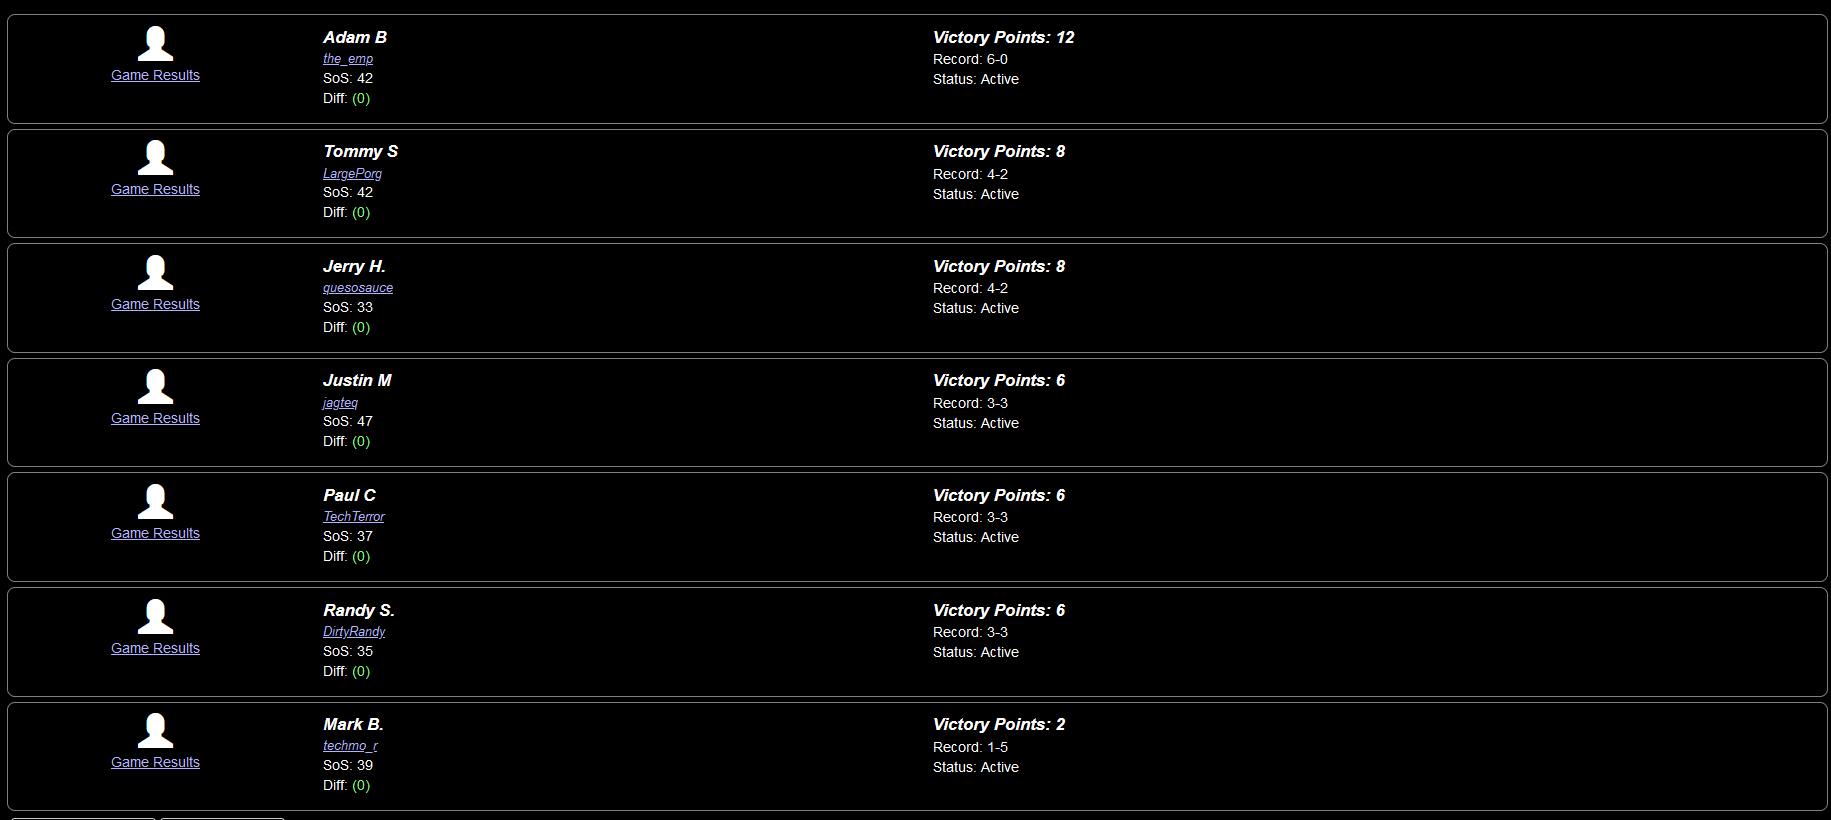 Game Results
Adam B
the_emp
SoS: 42
Diff: (0)
Victory Points: 12
Record: 6-0
Status: Active
Game Results
Tommy S
LargePorg
SoS: 42
Diff: (0)
Victory Points: 8
Record: 4-2
Status: Active
Game Results
Jerry H.
quesosauce
SoS: 33
Diff: (0)
Victory Points: 8
Record: 4-2
Status: Active
Game Results
Justin M
jagteq
SoS: 47
Diff: (0)
Victory Points: 6
Record: 3-3
Status: Active
Game Results
Paul C
TechTerror
SoS: 37
Diff: (0)
Victory Points: 6
Record: 3-3
Status: Active
Game Results
Randy S.
DirtyRandy
SoS: 35
Diff: (0)
Victory Points: 6
Record: 3-3
Status: Active
Game Results
Mark B.
techmo_r
SoS: 39
Diff: (0)
Victory Points: 2
Record: 1-5
Status: Active